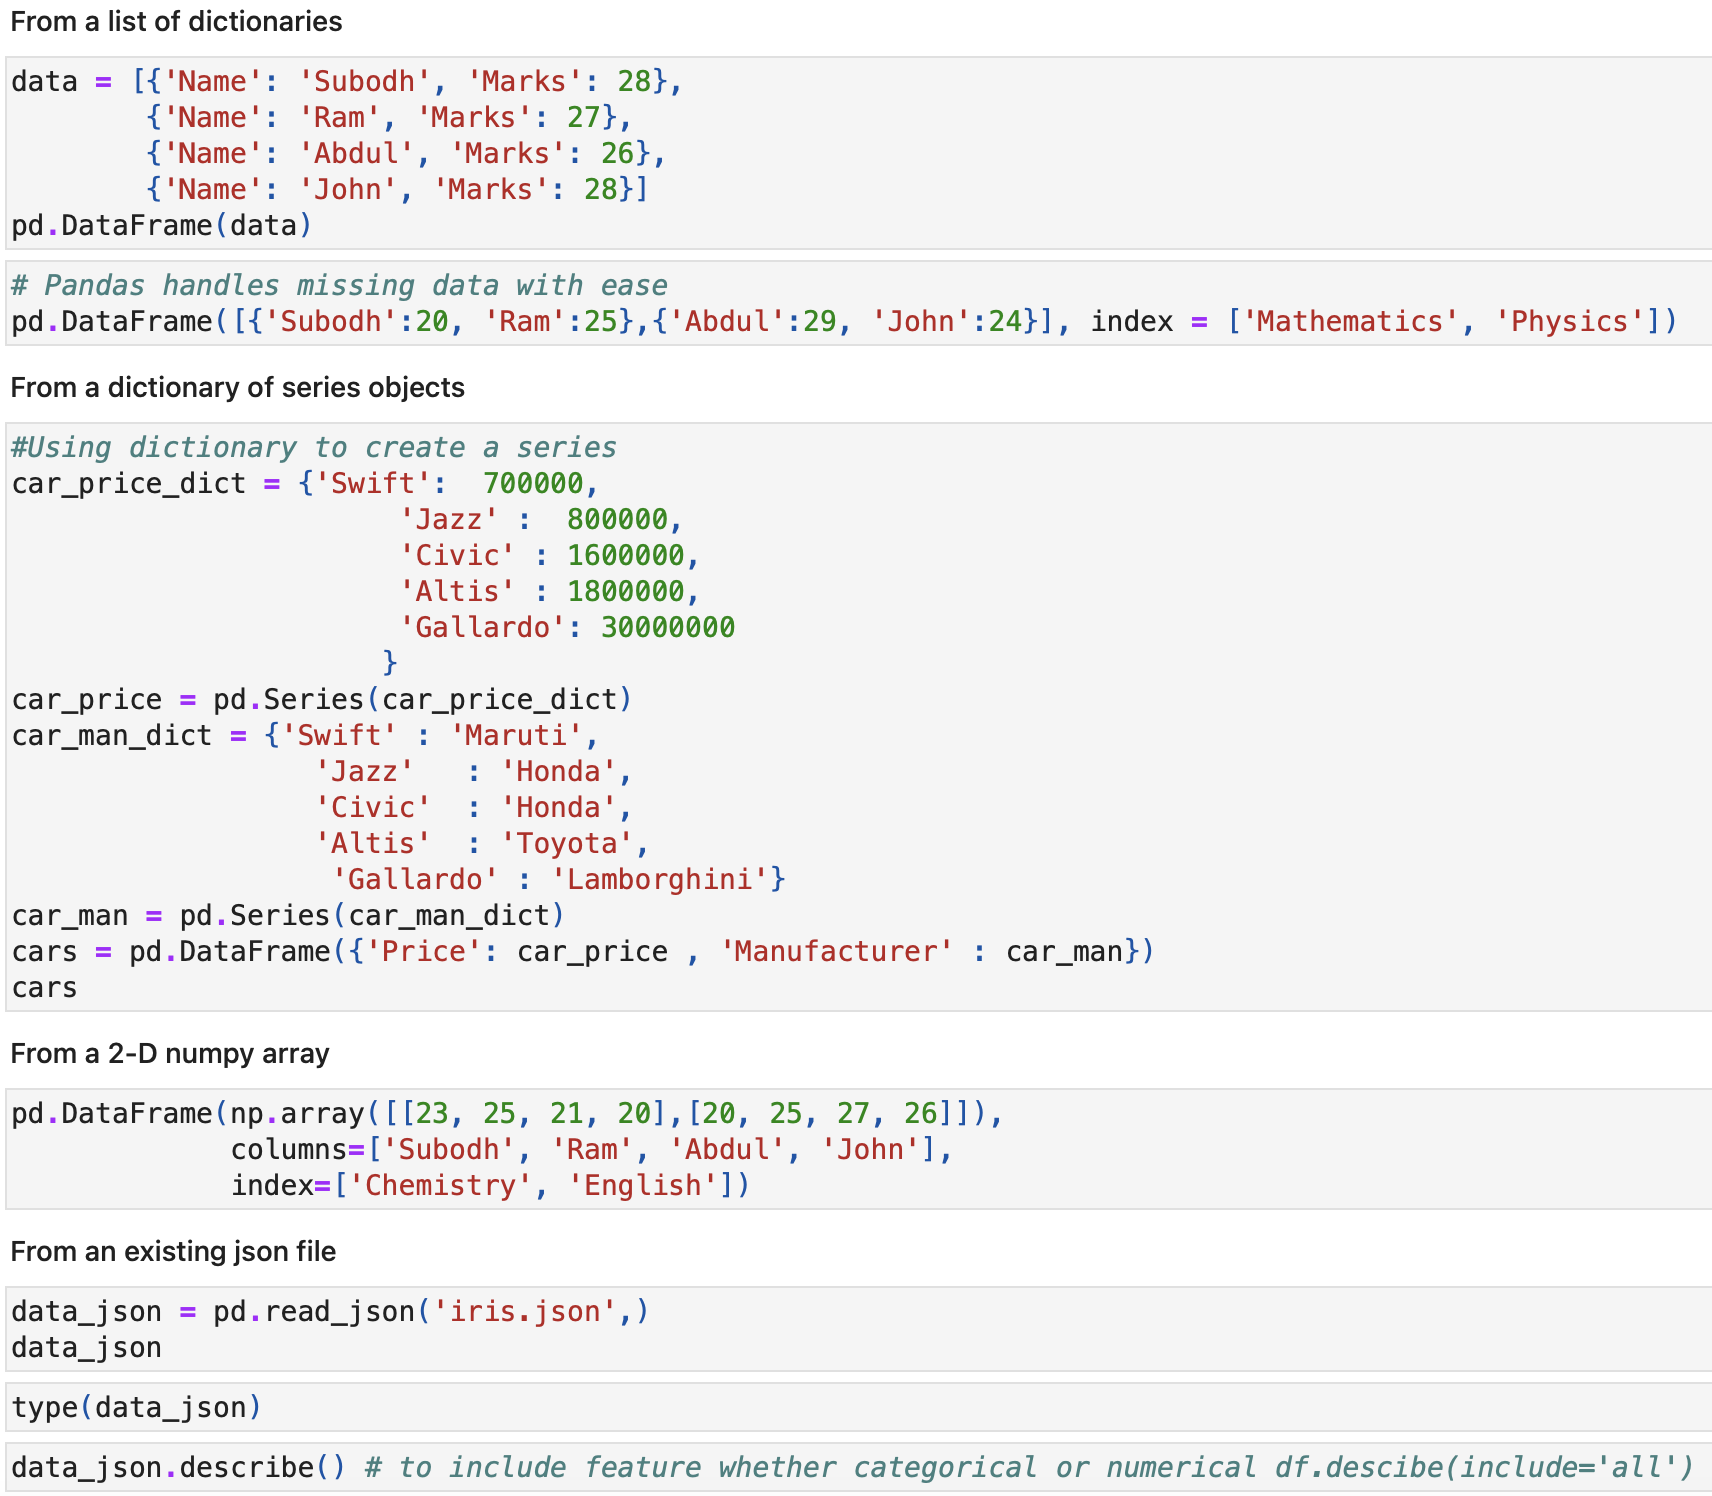 From a list of dictionaries
data = [{'Name': 'Subodh', 'Marks': 28},
        {'Name': 'Ram', 'Marks': 27},
        {'Name': 'Abdul', 'Marks': 26},
        {'Name': 'John', 'Marks': 28}]
pd.DataFrame(data)
# Pandas handles missing data with ease
pd.DataFrame([{'Subodh':20, 'Ram':25},{'Abdul':29, 'John':24}], index = ['Mathematics', 'Physics'])
From a dictionary of series objects
#Using dictionary to create a series
car_price_dict = {'Swift':  700000,
                       'Jazz' :  800000,
                       'Civic' : 1600000,
                       'Altis' : 1800000,
                       'Gallardo': 30000000
                      }
car_price = pd.Series(car_price_dict)
car_man_dict = {'Swift' : 'Maruti',
                  'Jazz'   : 'Honda',
                  'Civic'  : 'Honda',
                  'Altis'  : 'Toyota',
                   'Gallardo' : 'Lamborghini'}
car_man = pd.Series(car_man_dict)
cars = pd.DataFrame({'Price': car_price , 'Manufacturer' : car_man})
cars
From a 2-D numpy array
pd.DataFrame(np.array([[23, 25, 21, 20],[20, 25, 27, 26]]),
             columns=['Subodh', 'Ram', 'Abdul', 'John'],
             index=['Chemistry', 'English'])
From an existing json file
data_json = pd.read_json('iris.json',)
data_json
type(data_json)
data_json.describe() # to include feature whether categorical or numerical df.descibe(include='all')